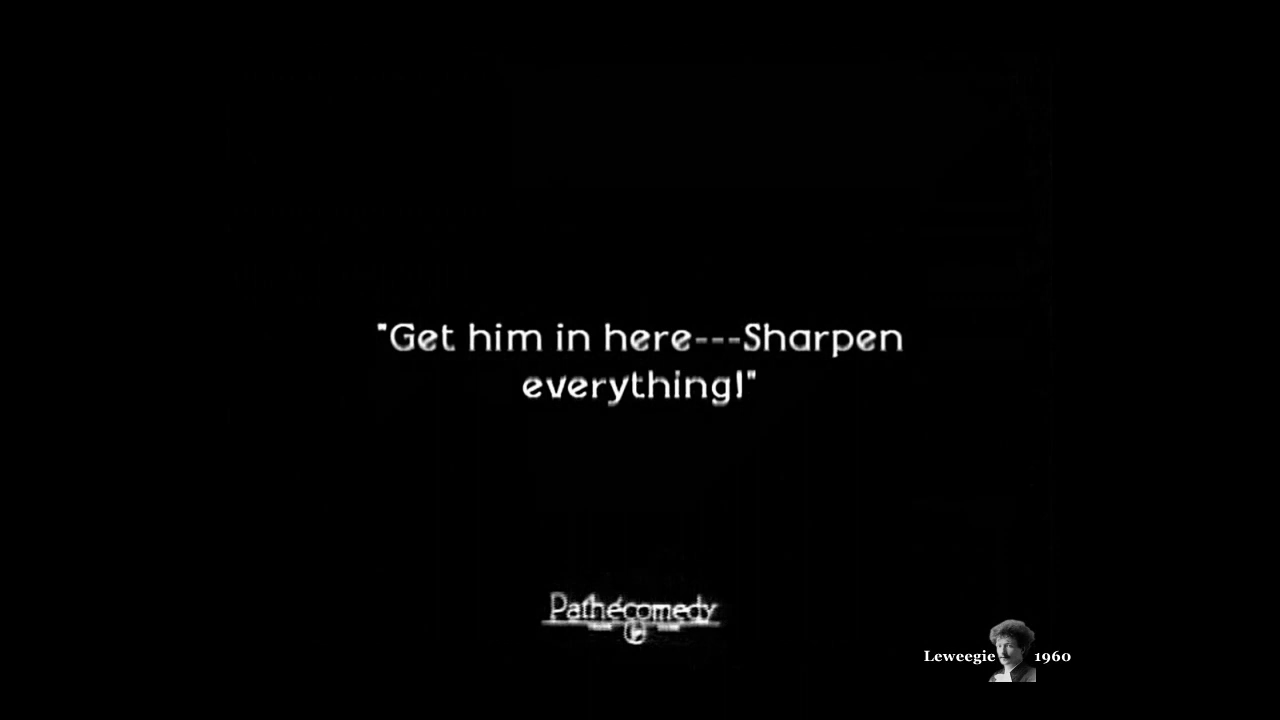 "Get him in here---Sharpen
everything!"
Pathécomedy
Leweegie 1960